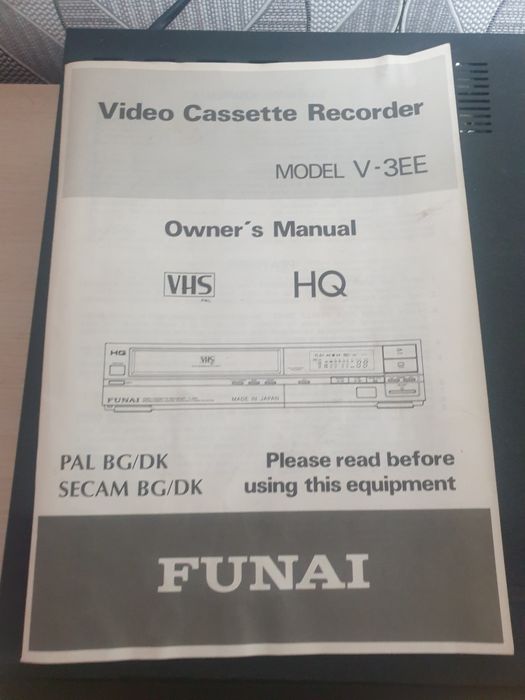 Video Cassette Recorder
MODEL V-3EE
Owner´s Manual
VHS
PAL
HQ
HQ
VHS
FUNAI
MADE IN JAPAN
PAL BG/DK
SECAM BG/DK
Please read before
using this equipment
FUNAI